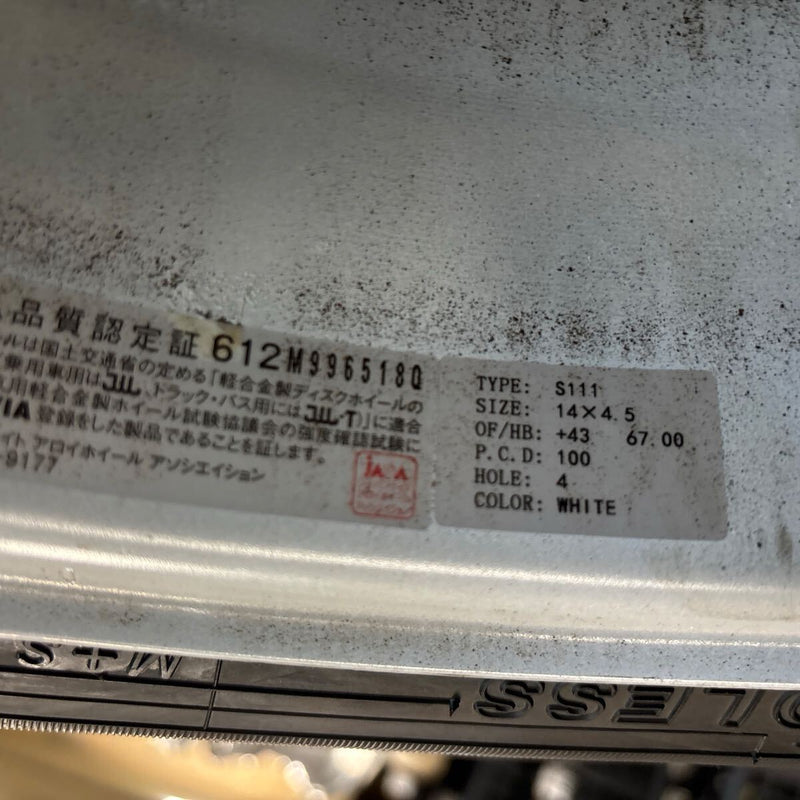 品質認定証 612M996518Q
ルは国土交通省の定める「軽合金製ディスクホイールの
乗用車用はJWL、トラック・バス用にはJWL-T)」に適合
用軽合金製ホイール試験協議会の強度確認試験に
VIA 登録をした製品であることを証します。
イト アロイホイール アソシエイション
-9177
JAWA
TYPE: S111
SIZE: 14×4.5
OF/HB: +43 67.00
P.C.D: 100
HOLE: 4
COLOR: WHITE
M+S
LESS